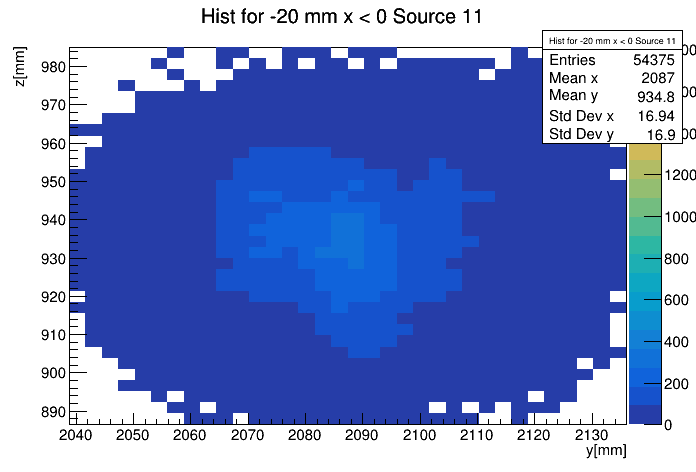 Hist for -20 mm x < 0 Source 11
Hist for -20 mm x < 0 Source 11
Entries 54375
Mean x 2087
Mean y 934.8
Std Dev x 16.94
Std Dev y 16.9
z[mm]
980
970
960
950
940
930
920
910
900
890
2040 2050 2060 2070 2080 2090 2100 2110 2120 2130
y[mm]
1200
1000
800
600
400
200
0